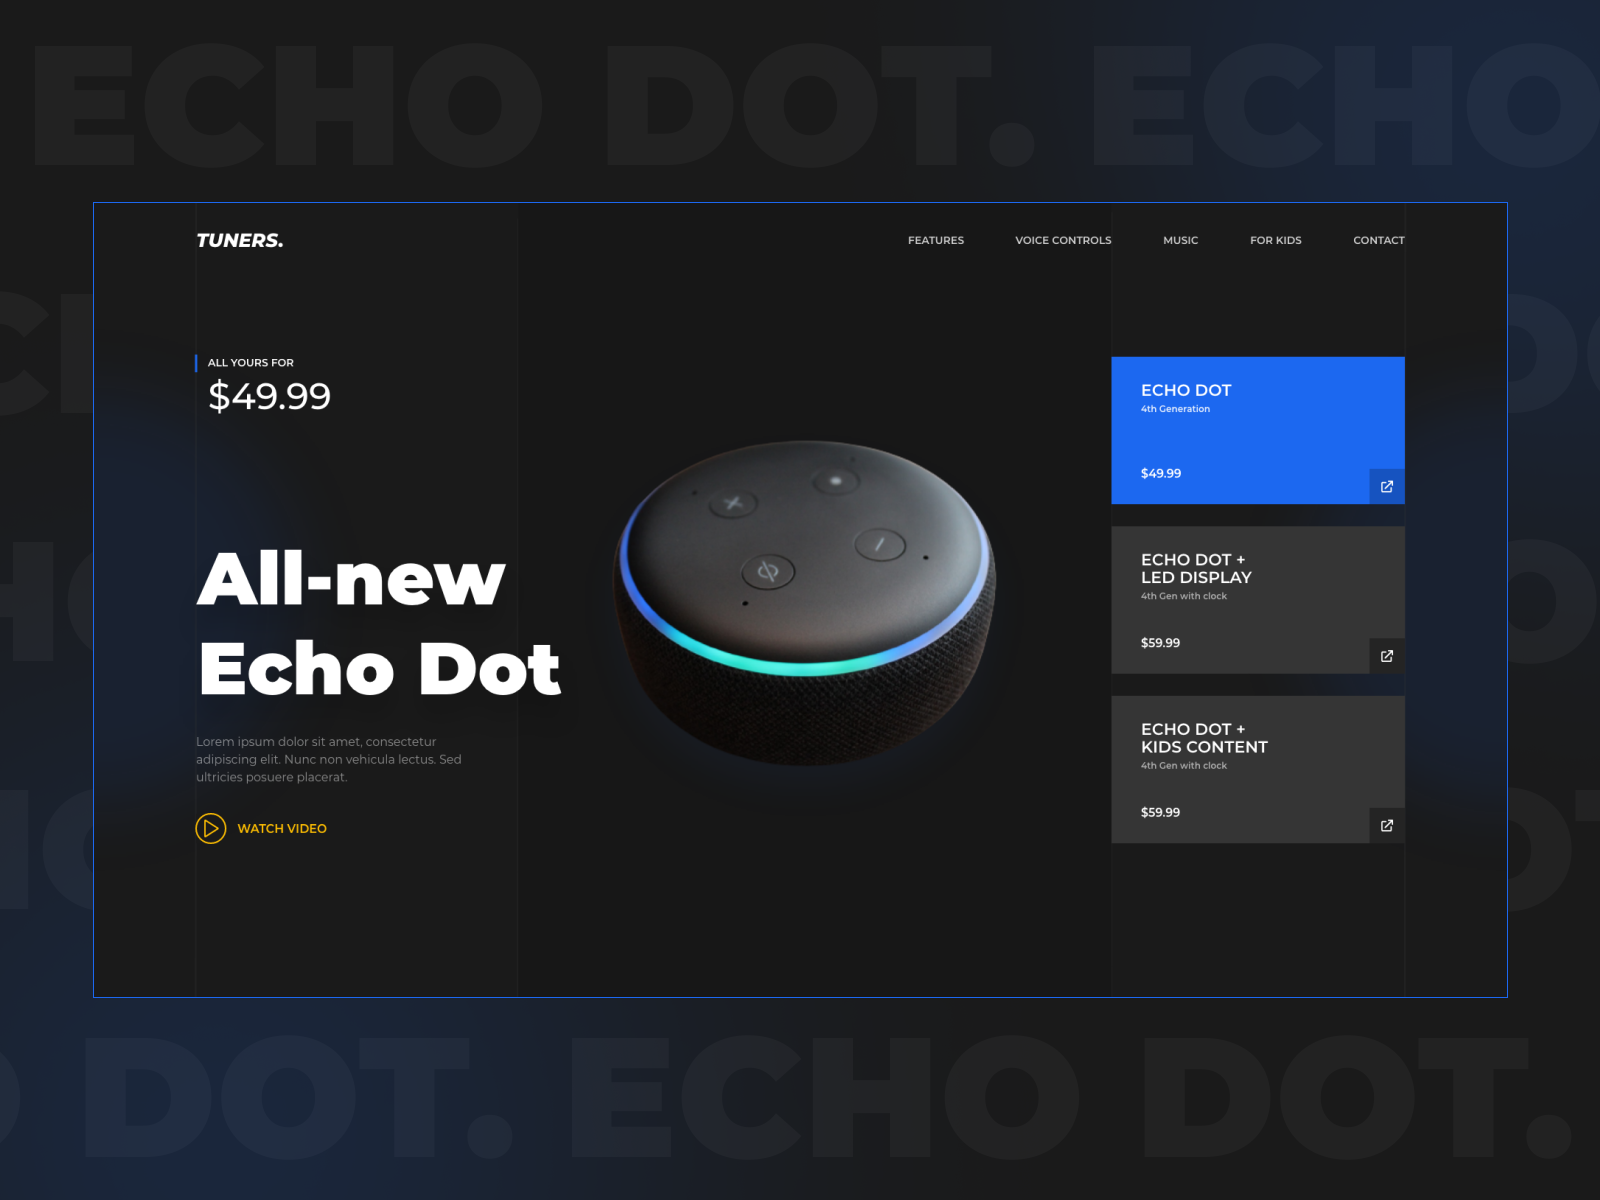 ECHO DOT. ECHO
TUNERS.
FEATURES
VOICE CONTROLS
MUSIC
FOR KIDS
CONTACT
ALL YOURS FOR
$49.99
All-new
Echo Dot
Lorem ipsum dolor sit amet, consectetur
adipiscing elit. Nunc non vehicula lectus. Sed
ultricies posuere placerat.
WATCH VIDEO
ECHO DOT
4th Generation
$49.99
ECHO DOT +
LED DISPLAY
4th Gen with clock
$59.99
ECHO DOT +
KIDS CONTENT
4th Gen with clock
$59.99
O DOT. ECHO DOT.